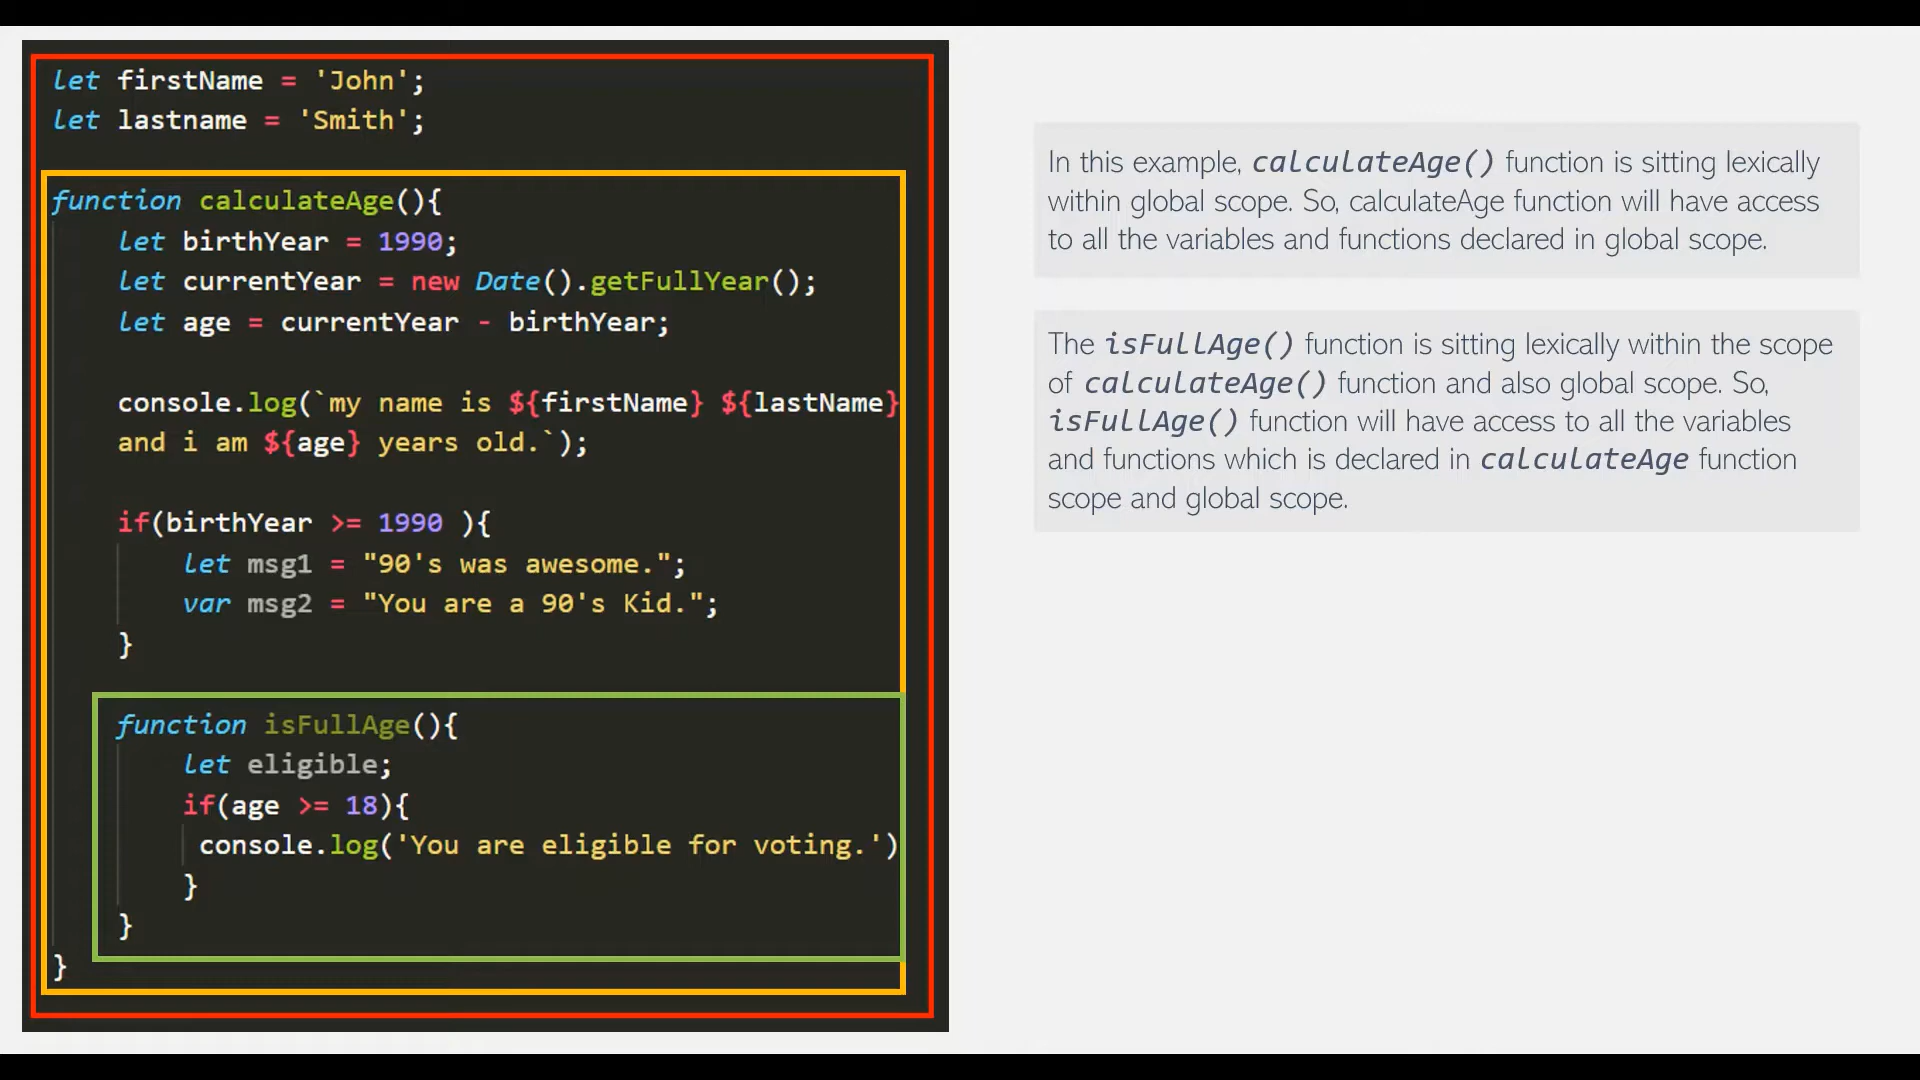 let firstName = 'John';
let lastname = 'Smith';
function calculateAge(){
let birthYear = 1990;
let currentYear = new Date().getFullYear();
let age = currentYear - birthYear;
console.log(`my name is ${firstName} ${lastName}
and i am ${age} years old.`);
if(birthYear >= 1990 ){
let msg1 = "90's was awesome.";
var msg2 = "You are a 90's Kid.";
}
function isFullAge(){
let eligible;
if(age >= 18){
console.log('You are eligible for voting.')
}
}
}
In this example, calculateAge() function is sitting lexically
within global scope. So, calculateAge function will have access
to all the variables and functions declared in global scope.
The isFullAge() function is sitting lexically within the scope
of calculateAge() function and also global scope. So,
isFullAge() function will have access to all the variables
and functions which is declared in calculateAge function
scope and global scope.